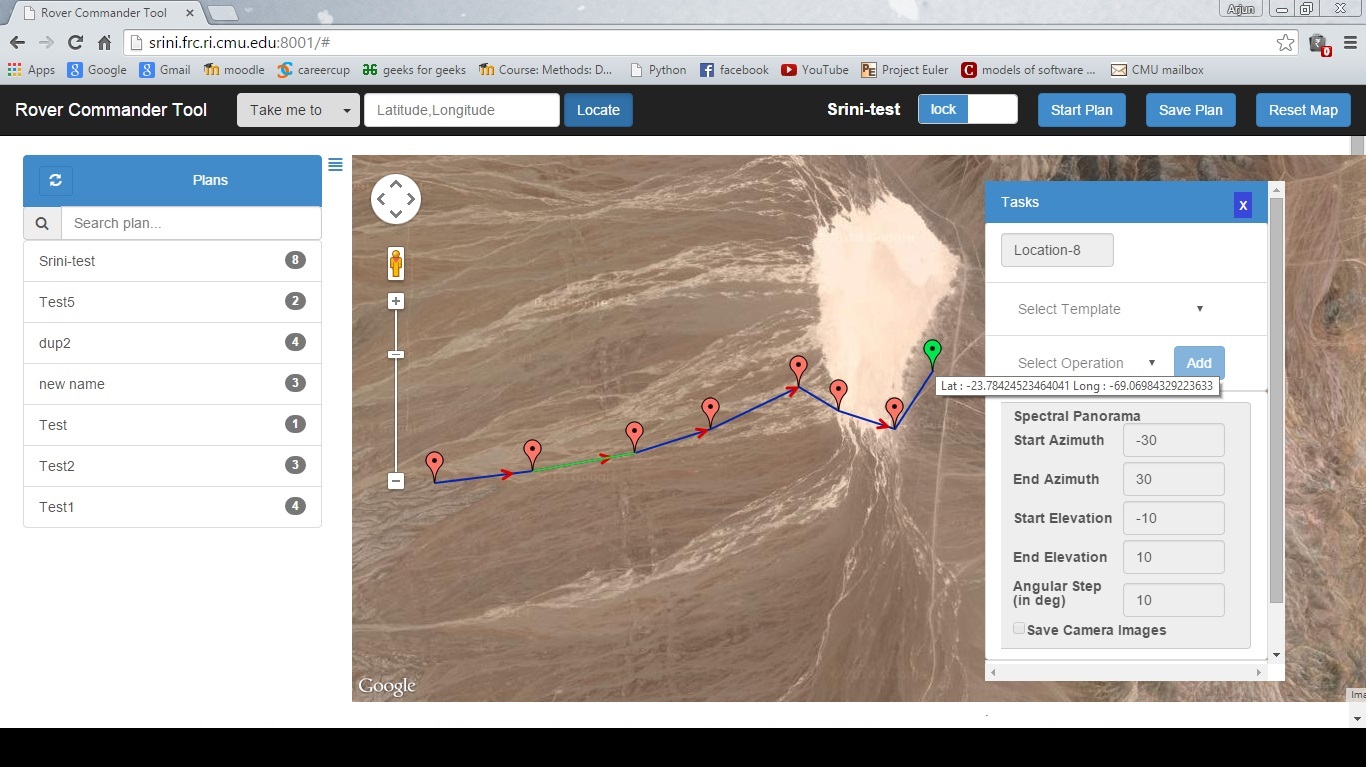 Rover Commander Tool
Arjun
srini.frc.ri.cmu.edu:8001/#
0
Apps Google Gmail moodle careercup geeks for geeks Course: Methods: D... Python facebook YouTube Project Euler models of software ... CMU mailbox
Rover Commander Tool Take me to Latitude,Longitude Locate Srini-test lock Start Plan Save Plan Reset Map
Plans
Search plan...
Srini-test 8
Test5 2
dup2 4
new name 3
Test 1
Test2 3
Test1 4
Google
Tasks x
Location-8
Select Template
Select Operation Add
Lat : -23.78424523464041 Long : -69.06984329223633
Spectral Panorama
Start Azimuth -30
End Azimuth 30
Start Elevation -10
End Elevation 10
Angular Step
(in deg) 10
Save Camera Images
Ima